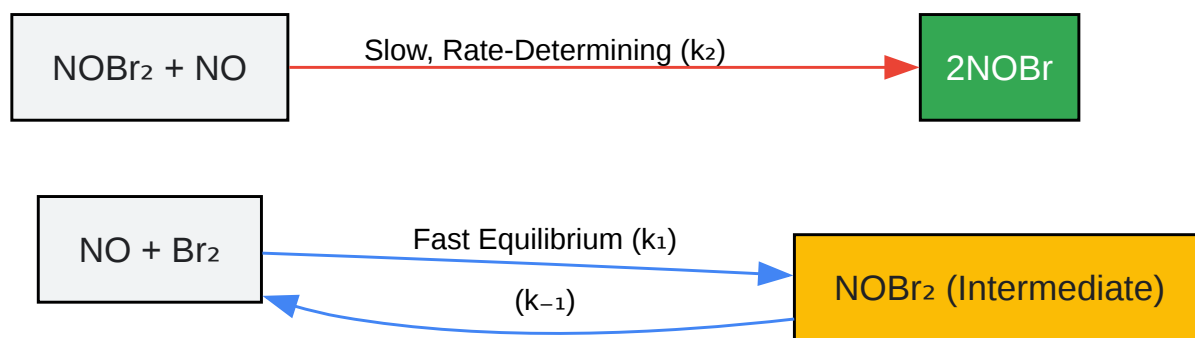 NOBr₂ + NO
Slow, Rate-Determining (k₂)
2NOBr
NO + Br₂
Fast Equilibrium (k₁)
(k₋₁)
NOBr₂ (Intermediate)